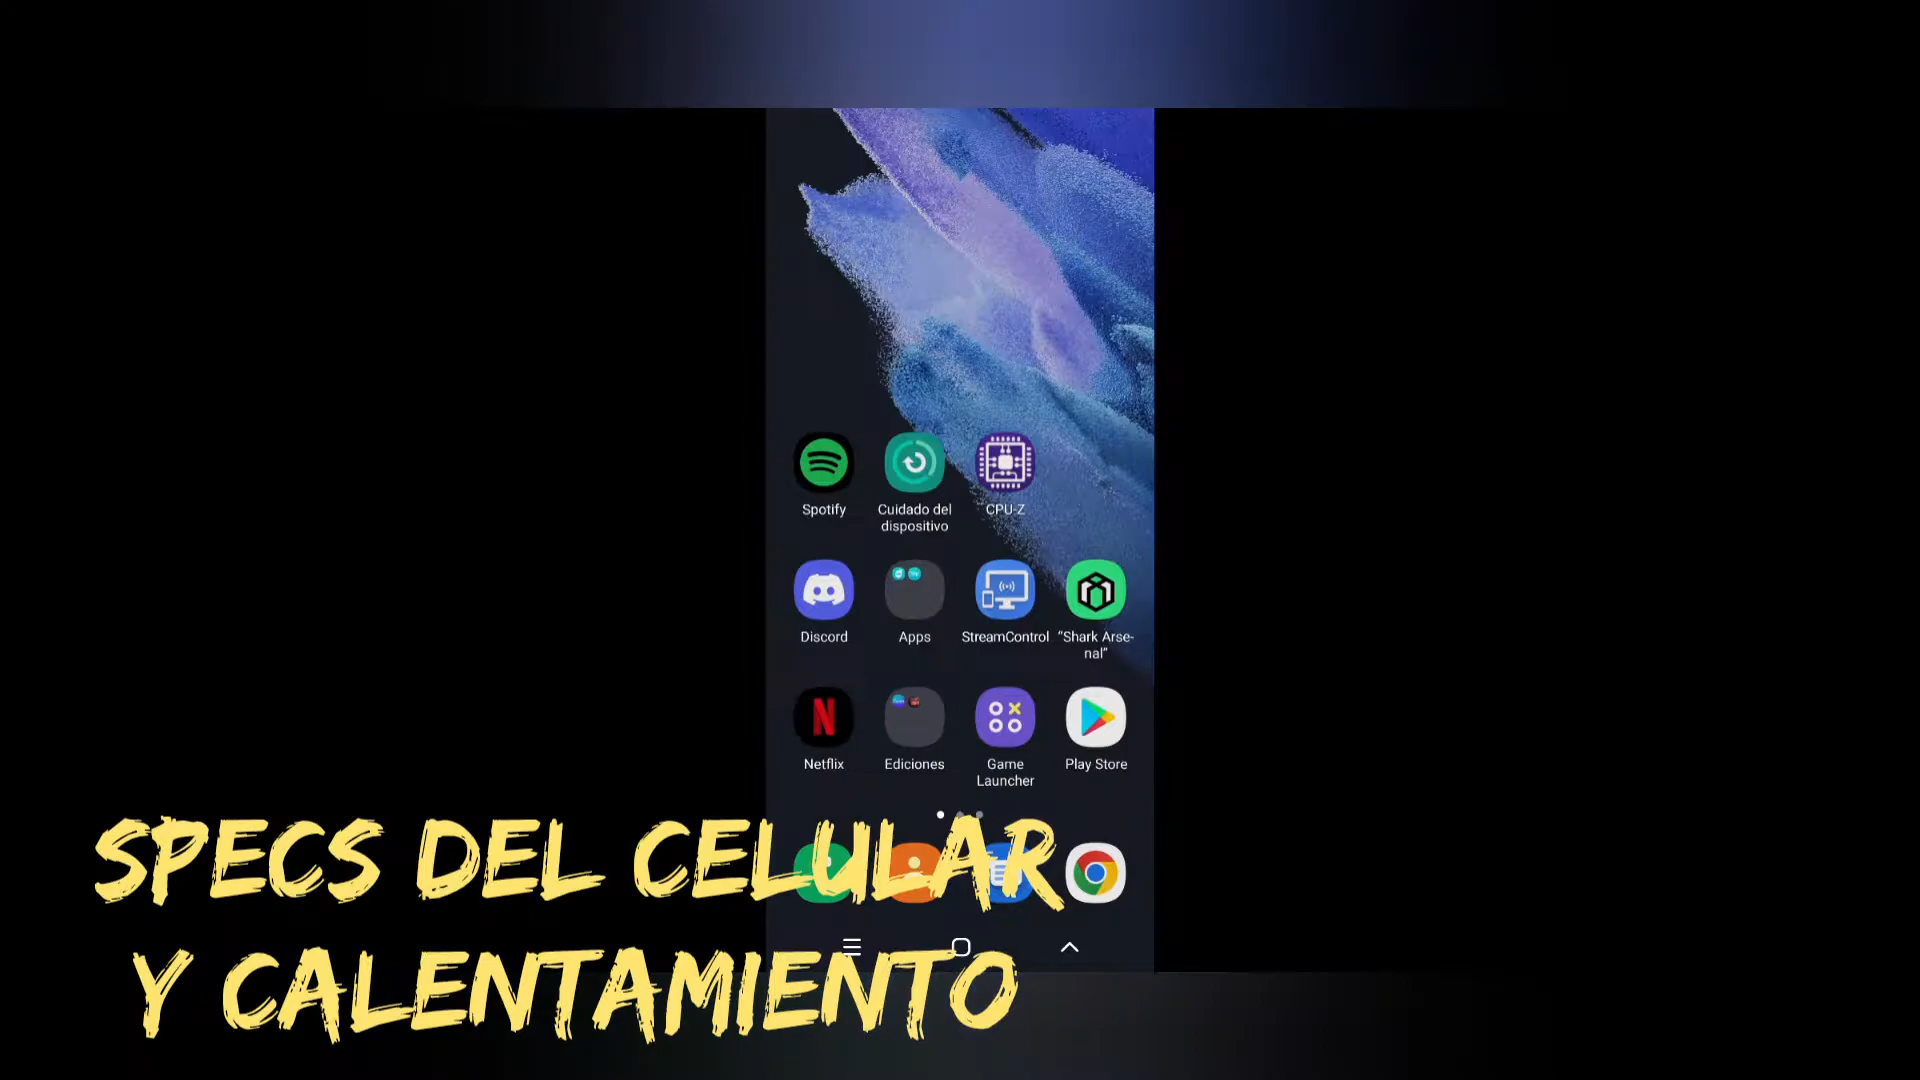 Spotify
Cuidado del
dispositivo
CPU-Z
Discord
Apps
StreamControl
“Shark Arse-
nal”
Netflix
Ediciones
Game
Launcher
Play Store
SPECS DEL CELULAR
Y CALENTAMIENTO